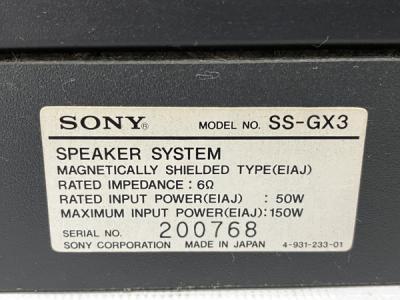 SONY® MODEL NO. SS-GX3
SPEAKER SYSTEM
MAGNETICALLY SHIELDED TYPE(EIAJ)
RATED IMPEDANCE : 6Ω
RATED INPUT POWER(EIAJ) : 50W
MAXIMUM INPUT POWER(EIAJ):150W
SERIAL NO. 200768
SONY CORPORATION MADE IN JAPAN 4-931-233-01